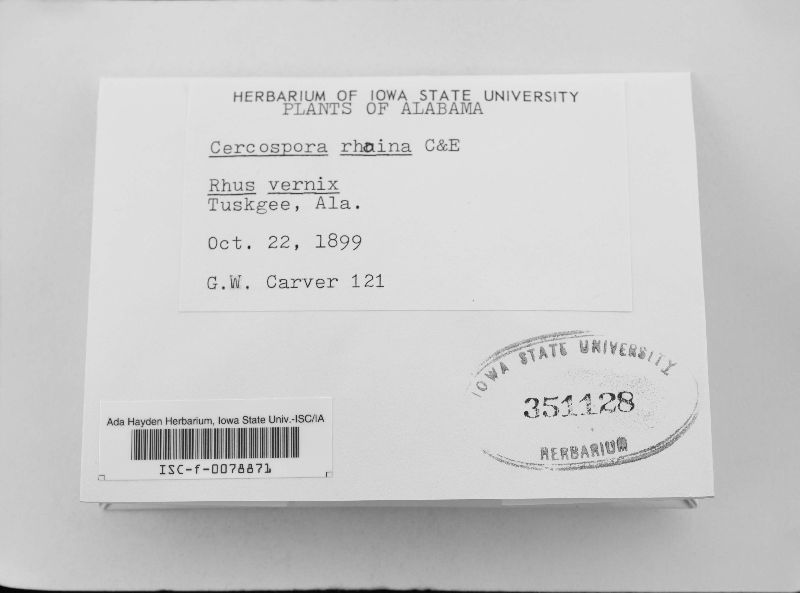 HERBARIUM OF IOWA STATE UNIVERSITY
PLANTS OF ALABAMA
Cercospora rhoina C&E
Rhus vernix
Tuskgee, Ala.
Oct. 22, 1899
G.W. Carver 121
IOWA STATE UNIVERSITY
351128
HERBARIUM
Ada Hayden Herbarium, Iowa State Univ.-ISC/IA
ISC-f-0078871